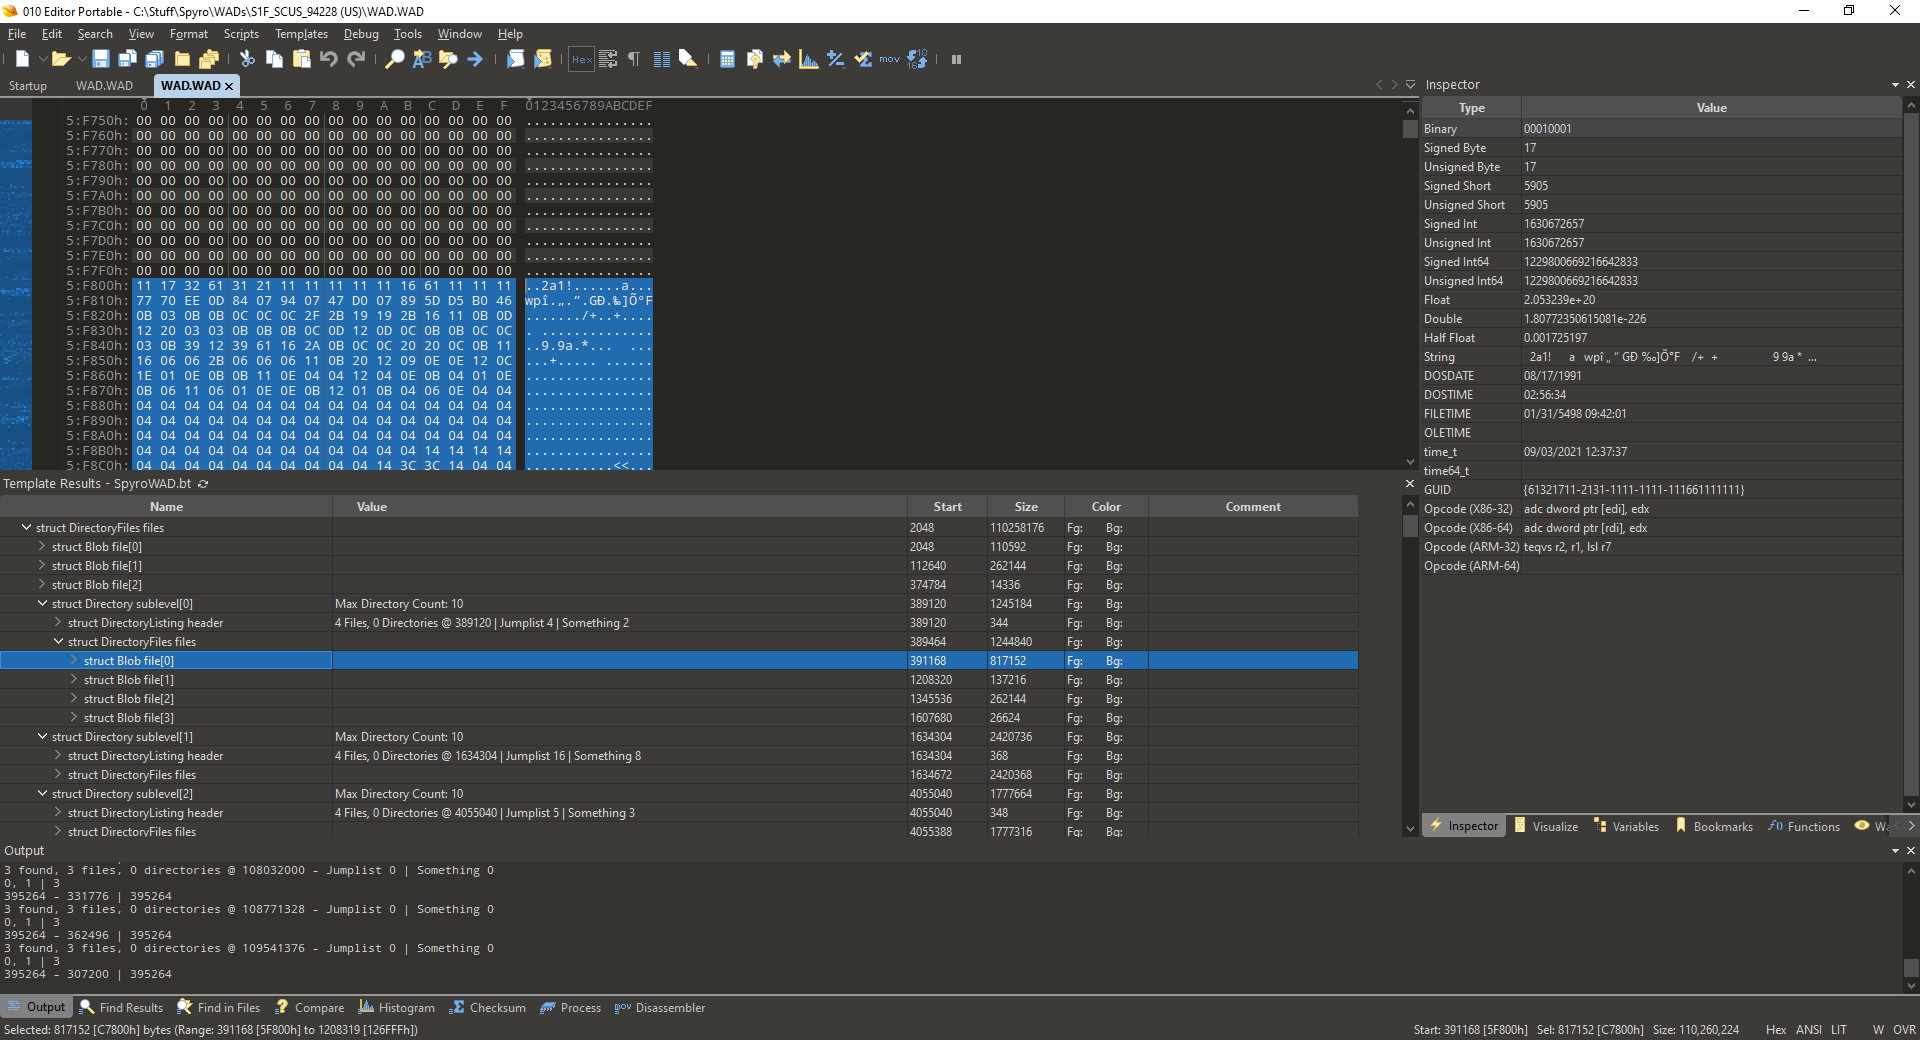 010 Editor Portable - C:\Stuff\Spyro\WADs\S1F_SCUS_94228 (US)\WAD.WAD
File Edit Search View Format Scripts Templates Debug Tools Window Help
Startup WAD.WAD WAD.WAD
0 1 2 3 4 5 6 7 8 9 A B C D E F 0123456789ABCDEF
5:F750h: 00 00 00 00 00 00 00 00 00 00 00 00 00 00 00 00 ................
5:F760h: 00 00 00 00 00 00 00 00 00 00 00 00 00 00 00 00 ................
5:F770h: 00 00 00 00 00 00 00 00 00 00 00 00 00 00 00 00 ................
5:F780h: 00 00 00 00 00 00 00 00 00 00 00 00 00 00 00 00 ................
5:F790h: 00 00 00 00 00 00 00 00 00 00 00 00 00 00 00 00 ................
5:F7A0h: 00 00 00 00 00 00 00 00 00 00 00 00 00 00 00 00 ................
5:F7B0h: 00 00 00 00 00 00 00 00 00 00 00 00 00 00 00 00 ................
5:F7C0h: 00 00 00 00 00 00 00 00 00 00 00 00 00 00 00 00 ................
5:F7D0h: 00 00 00 00 00 00 00 00 00 00 00 00 00 00 00 00 ................
5:F7E0h: 00 00 00 00 00 00 00 00 00 00 00 00 00 00 00 00 ................
5:F7F0h: 00 00 00 00 00 00 00 00 00 00 00 00 00 00 00 00 ................
5:F800h: 11 17 32 61 31 21 11 11 11 11 16 61 11 11 11 11 ..2a1!.....a....
5:F810h: 77 70 EE 0D 84 07 94 07 47 D0 07 89 5D D5 B0 46 wpî.„.”.GÐ.‰]Õ°F
5:F820h: 0B 03 0B 0B 0C 0C 0C 2F 2B 19 19 2B 16 11 0B 0D ......./+..+....
5:F830h: 12 20 03 03 0B 0B 0B 0C 0D 12 0D 0C 0B 0B 0C 0C . ..............
5:F840h: 03 0B 39 12 39 61 16 2A 0B 0C 0C 20 20 0C 0B 11 ..9.9a.*...  ...
5:F850h: 16 06 06 2B 06 06 06 11 0B 20 12 09 0E 0E 12 0C ...+..... ......
5:F860h: 1E 01 0E 0B 0B 11 0E 04 04 12 04 0E 0B 04 01 0E ................
5:F870h: 0B 06 11 06 01 0E 0E 0B 12 01 0B 04 06 0E 04 04 ................
5:F880h: 04 04 04 04 04 04 04 04 04 04 04 04 04 04 04 04 ................
5:F890h: 04 04 04 04 04 04 04 04 04 04 04 04 04 04 04 04 ................
5:F8A0h: 04 04 04 04 04 04 04 04 04 04 04 04 04 04 04 04 ................
5:F8B0h: 04 04 04 04 04 04 04 04 04 04 04 04 14 14 14 14 ................
5:F8C0h: 04 04 04 04 04 04 04 04 04 04 14 3C 3C 14 04 04 ...........<<...
Template Results - SpyroWAD.bt
Name Value Start Size Color Comment
struct DirectoryFiles files 2048 110258176 Fg: Bg:
struct Blob file[0] 2048 110592 Fg: Bg:
struct Blob file[1] 112640 262144 Fg: Bg:
struct Blob file[2] 374784 14336 Fg: Bg:
struct Directory sublevel[0] Max Directory Count: 10 389120 1245184 Fg: Bg:
struct DirectoryListing header 4 Files, 0 Directories @ 389120 | Jumplist 4 | Something 2 389120 344 Fg: Bg:
struct DirectoryFiles files 389464 1244840 Fg: Bg:
struct Blob file[0] 391168 817152 Fg: Bg:
struct Blob file[1] 1208320 137216 Fg: Bg:
struct Blob file[2] 1345536 262144 Fg: Bg:
struct Blob file[3] 1607680 26624 Fg: Bg:
struct Directory sublevel[1] Max Directory Count: 10 1634304 2420736 Fg: Bg:
struct DirectoryListing header 4 Files, 0 Directories @ 1634304 | Jumplist 16 | Something 8 1634304 368 Fg: Bg:
struct DirectoryFiles files 1634672 2420368 Fg: Bg:
struct Directory sublevel[2] Max Directory Count: 10 4055040 1777664 Fg: Bg:
struct DirectoryListing header 4 Files, 0 Directories @ 4055040 | Jumplist 5 | Something 3 4055040 348 Fg: Bg:
struct DirectoryFiles files 4055388 1777316 Fg: Bg:
Inspector
Type Value
Binary 00010001
Signed Byte 17
Unsigned Byte 17
Signed Short 5905
Unsigned Short 5905
Signed Int 1630672657
Unsigned Int 1630672657
Signed Int64 1229800669216642833
Unsigned Int64 1229800669216642833
Float 2.053239e+20
Double 1.80772350615081e-226
Half Float 0.001725197
String 2a1! a wpî „ ” GÐ ‰]Õ°F /+ + 9 9a * ...
DOSDATE 08/17/1991
DOSTIME 02:56:34
FILETIME 01/31/5498 09:42:01
OLETIME
time_t 09/03/2021 12:37:37
time64_t
GUID {61321711-2131-1111-1111-111661111111}
Opcode (X86-32) adc dword ptr [edi], edx
Opcode (X86-64) adc dword ptr [rdi], edx
Opcode (ARM-32) teqvs r2, r1, lsl r7
Opcode (ARM-64)
Inspector Visualize Variables Bookmarks Functions
Output
3 found, 3 files, 0 directories @ 108032000 - Jumplist 0 | Something 0
0, 1 | 3
395264 - 331776 | 395264
3 found, 3 files, 0 directories @ 108771328 - Jumplist 0 | Something 0
0, 1 | 3
395264 - 362496 | 395264
3 found, 3 files, 0 directories @ 109541376 - Jumplist 0 | Something 0
0, 1 | 3
395264 - 307200 | 395264
Output Find Results Find in Files Compare Histogram Checksum Process Disassembler
Selected: 817152 [C7800h] bytes (Range: 391168 [5F800h] to 1208319 [126FFFh]) Start: 391168 [5F800h] Sel: 817152 [C7800h] Size: 110,260,224 Hex ANSI LIT W OVR